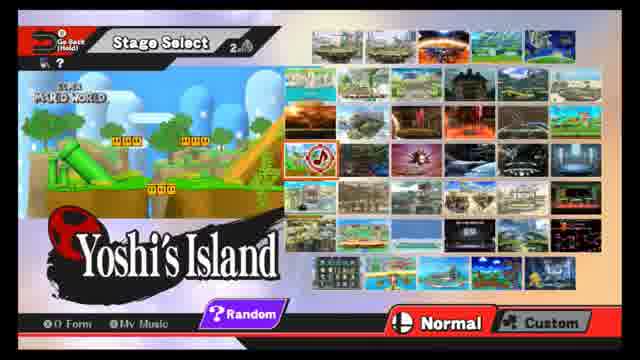 Go Back
(Hold)
Stage Select
2
?
SUPER
MARIO WORLD
Yoshi's Island
Ⓧ Ω Form
Ⓨ My Music
? Random
Normal
Custom